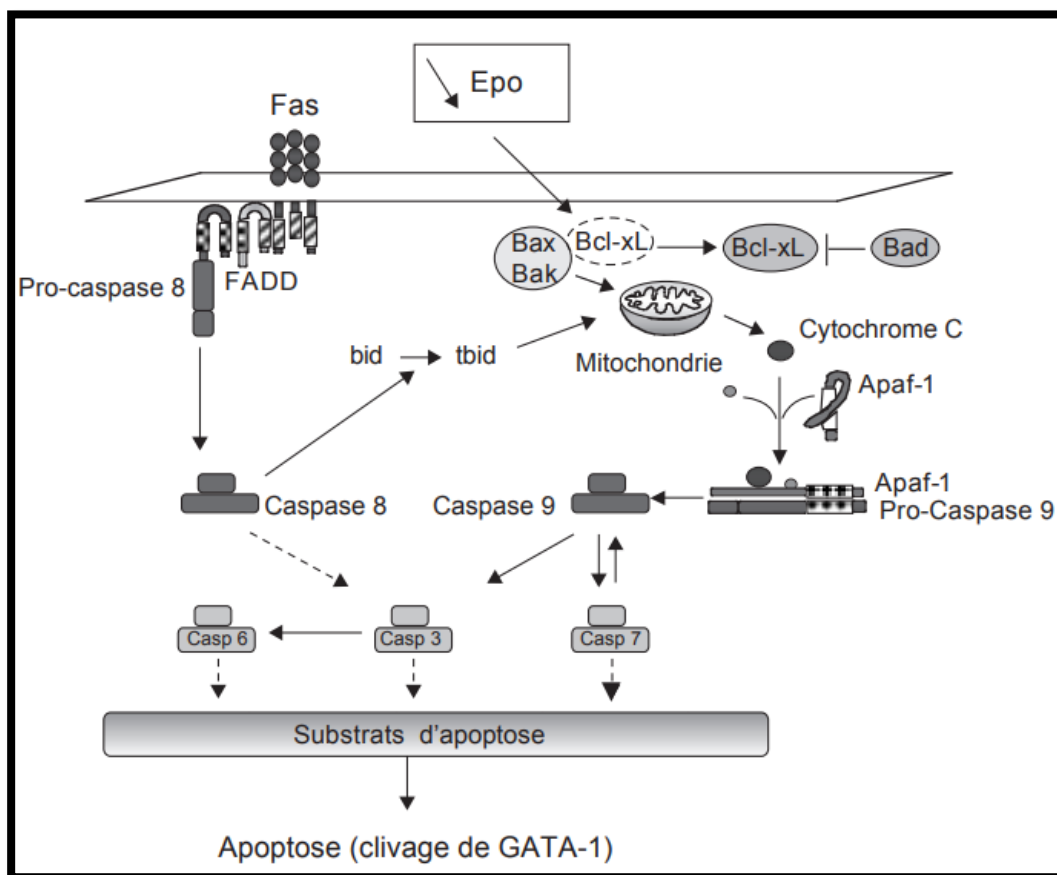 Epo
Fas
Bax
Bak
Bcl-xL
Bcl-xL
Bad
Pro-caspase 8
FADD
bid
tbid
Mitochondrie
Cytochrome C
Apaf-1
Caspase 8
Caspase 9
Apaf-1
Pro-Caspase 9
Casp 6
Casp 3
Casp 7
Substrats d'apoptose
Apoptose (clivage de GATA-1)